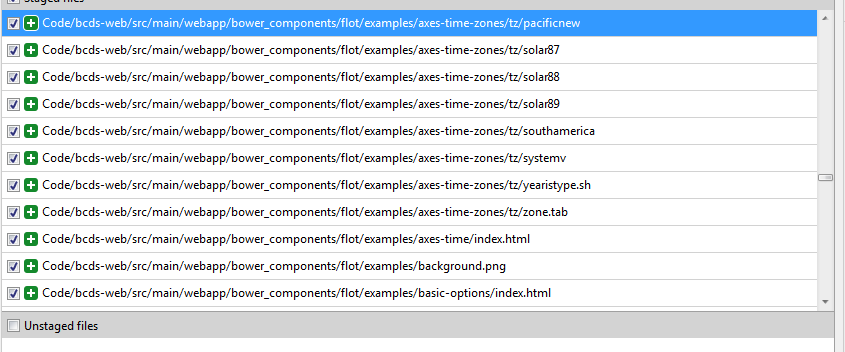 Staged files
Code/bcds-web/src/main/webapp/bower_components/flot/examples/axes-time-zones/tz/pacificnew
Code/bcds-web/src/main/webapp/bower_components/flot/examples/axes-time-zones/tz/solar87
Code/bcds-web/src/main/webapp/bower_components/flot/examples/axes-time-zones/tz/solar88
Code/bcds-web/src/main/webapp/bower_components/flot/examples/axes-time-zones/tz/solar89
Code/bcds-web/src/main/webapp/bower_components/flot/examples/axes-time-zones/tz/southamerica
Code/bcds-web/src/main/webapp/bower_components/flot/examples/axes-time-zones/tz/systemv
Code/bcds-web/src/main/webapp/bower_components/flot/examples/axes-time-zones/tz/yearistype.sh
Code/bcds-web/src/main/webapp/bower_components/flot/examples/axes-time-zones/tz/zone.tab
Code/bcds-web/src/main/webapp/bower_components/flot/examples/axes-time/index.html
Code/bcds-web/src/main/webapp/bower_components/flot/examples/background.png
Code/bcds-web/src/main/webapp/bower_components/flot/examples/basic-options/index.html
Unstaged files